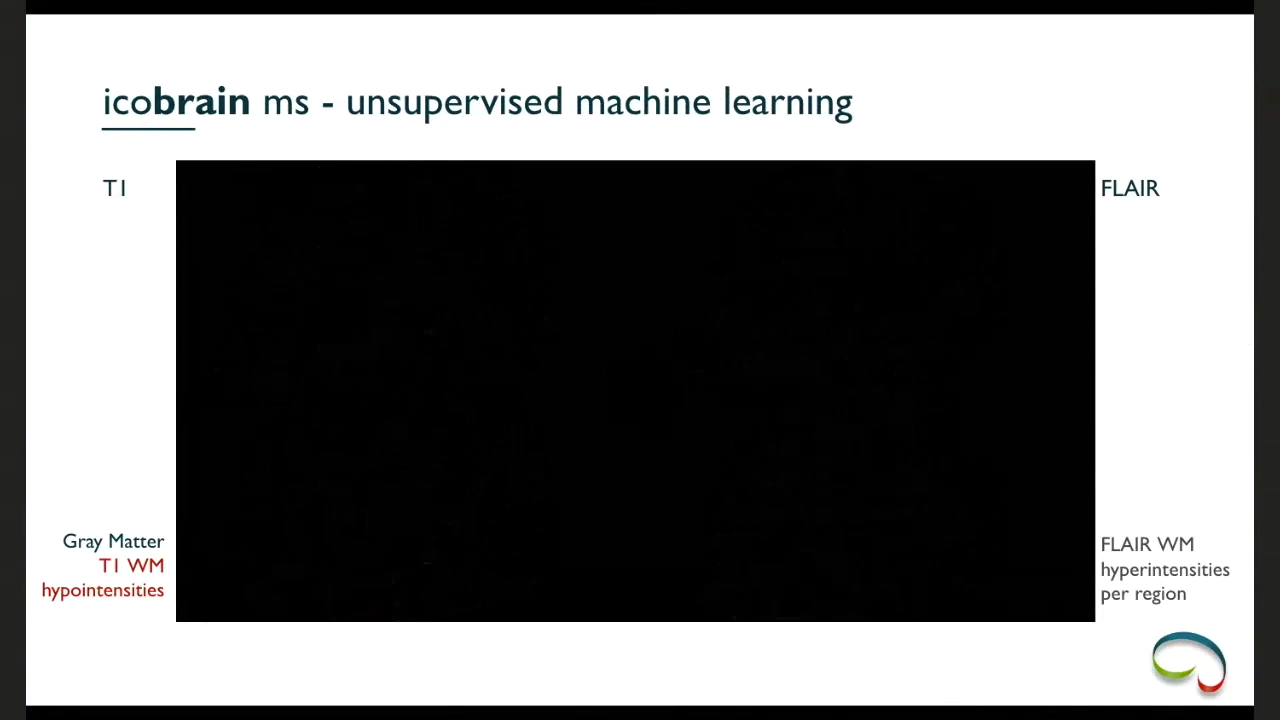 icobrain ms - unsupervised machine learning
T1
FLAIR
Gray Matter
T1 WM
hypointensities
FLAIR WM
hyperintensities
per region